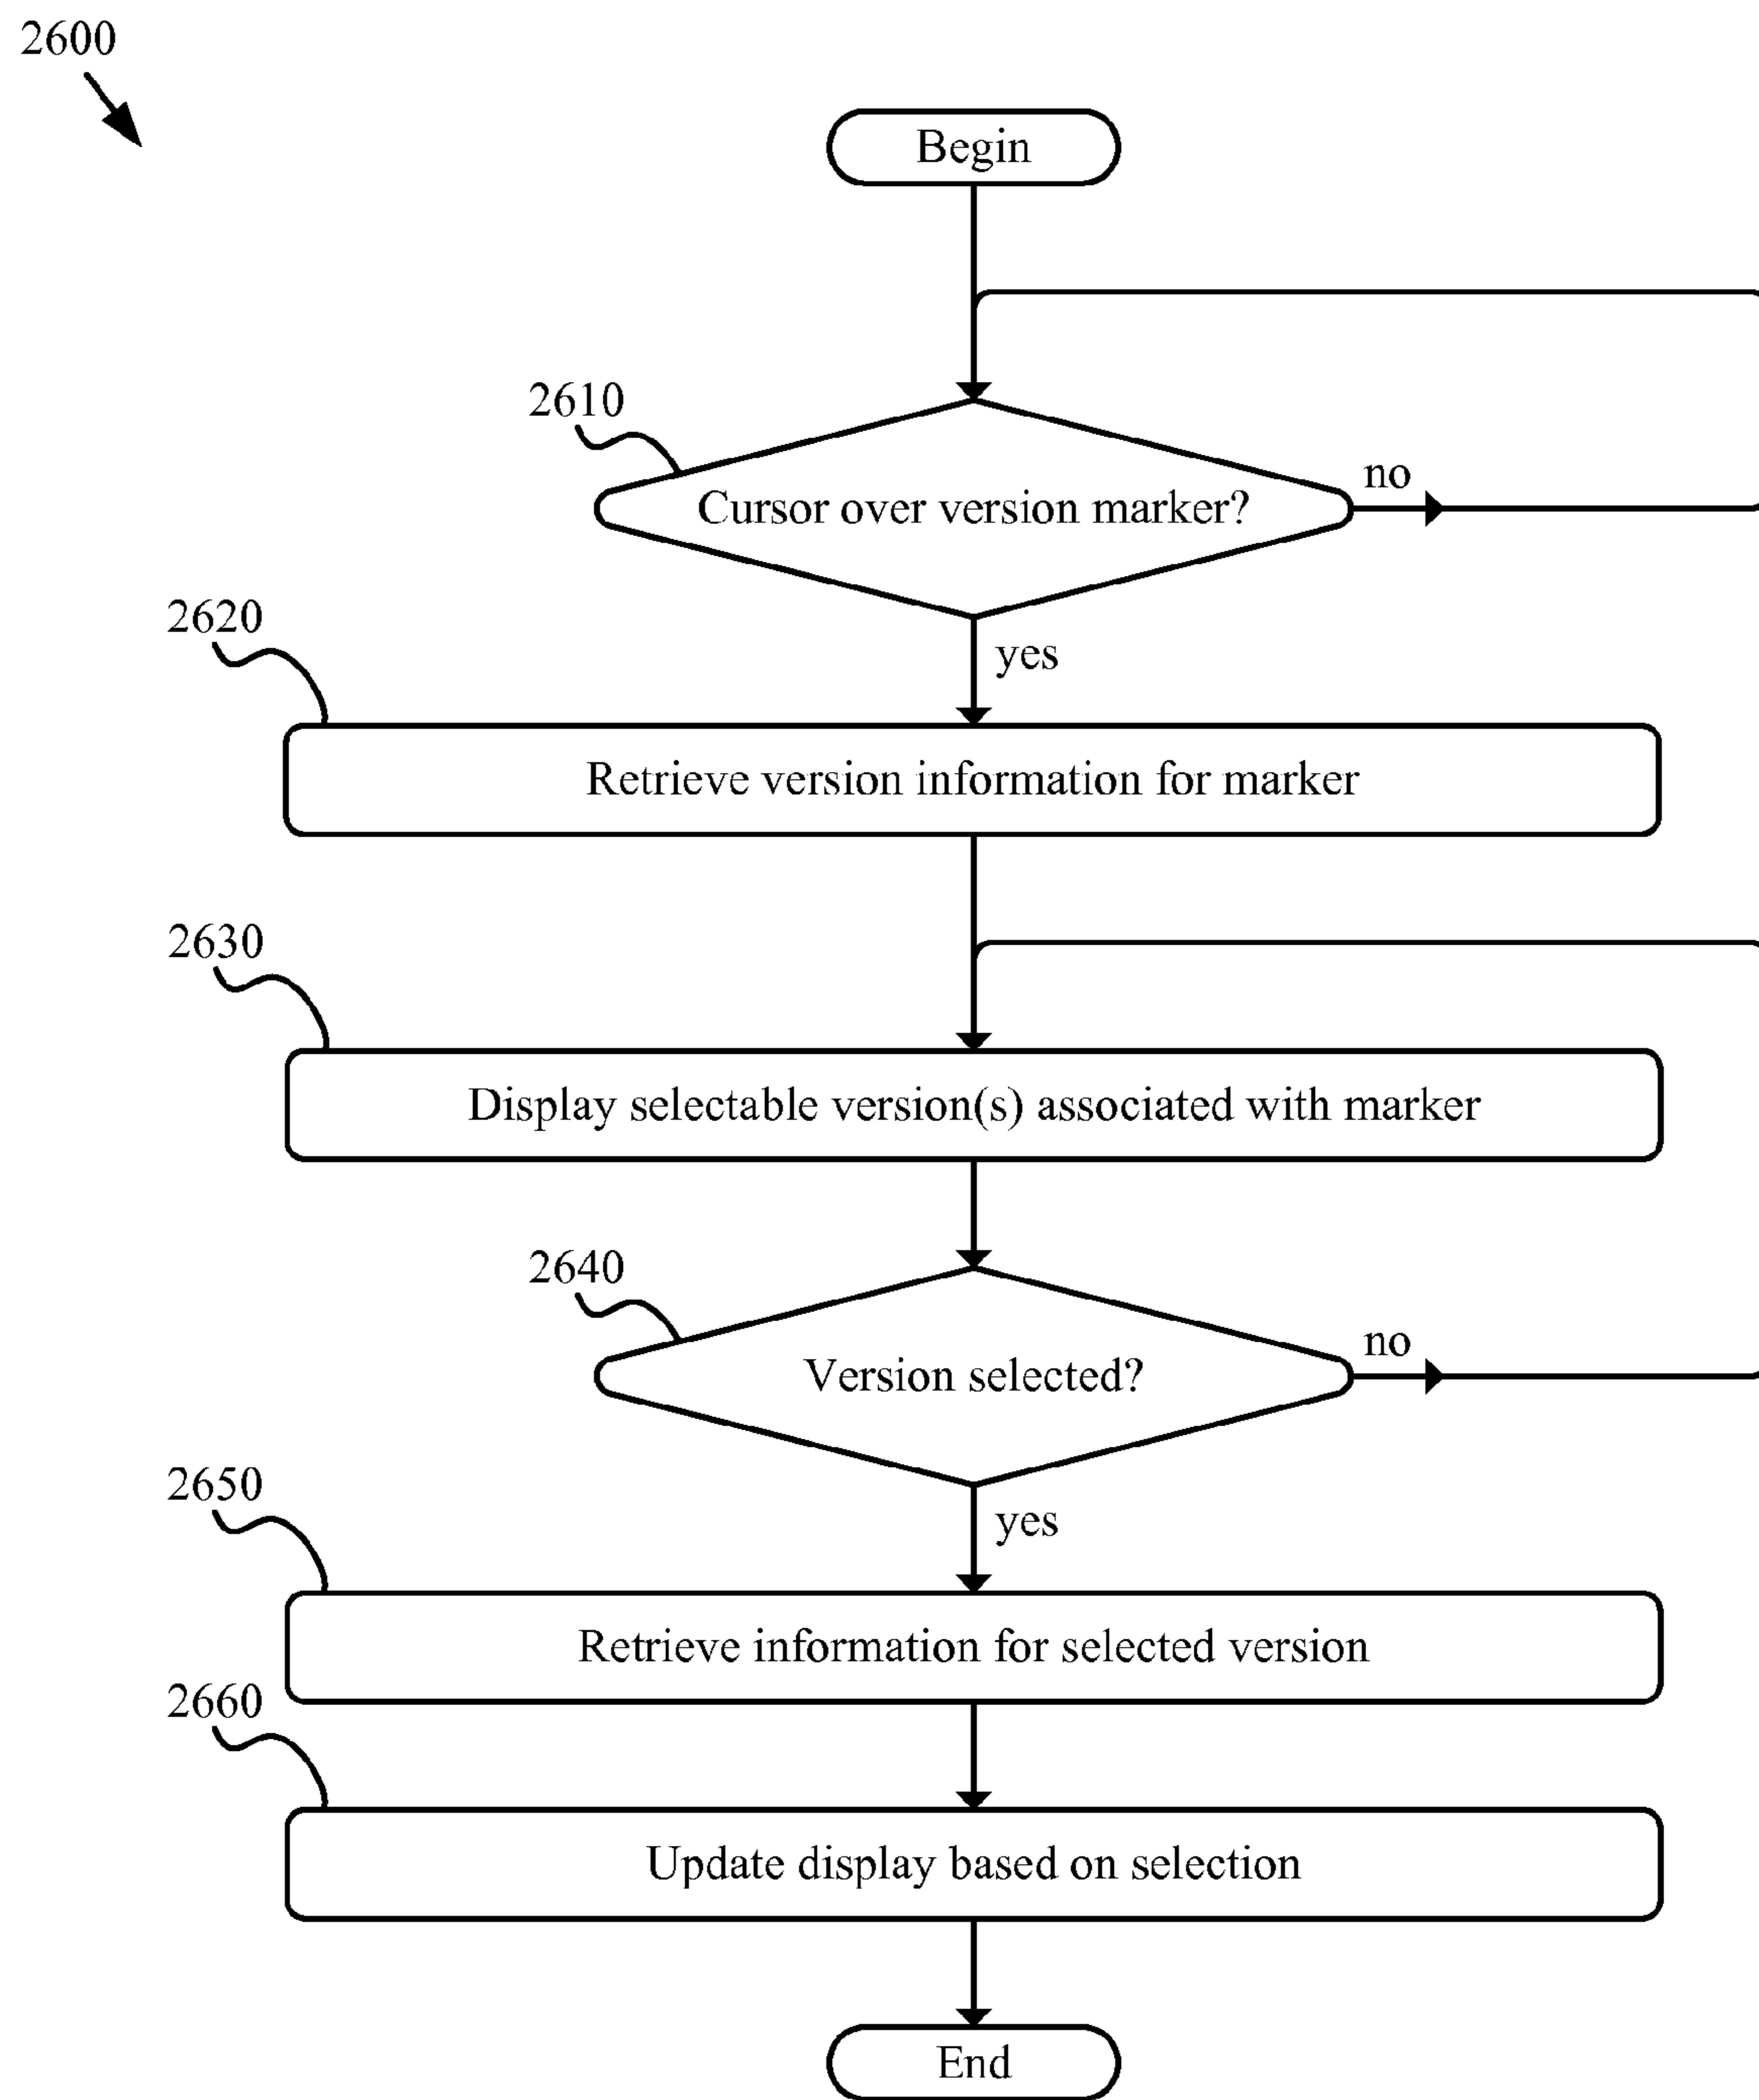 2600
Begin
2610
Cursor over version marker?
no
2620
yes
Retrieve version information for marker
2630
Display selectable version(s) associated with marker
2640
Version selected?
no
2650
yes
Retrieve information for selected version
2660
Update display based on selection
End